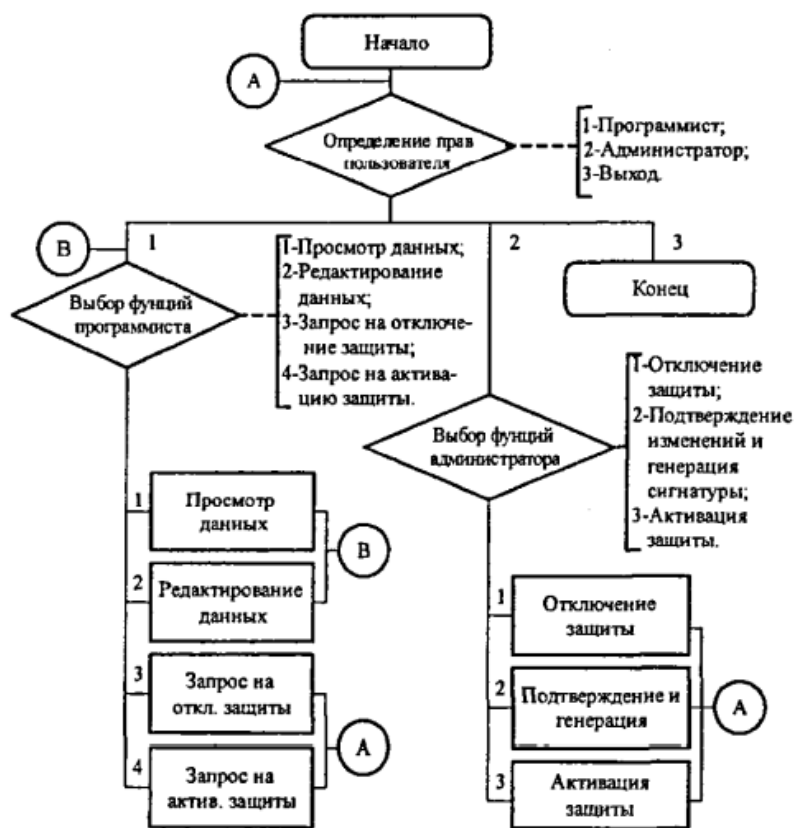 Начало
А
Определение прав
пользователя
1-Программист;
2-Администратор;
3-Выход.
В
1
2
3
1-Просмотр данных;
2-Редактирование
данных;
3-Запрос на отключе-
ние защиты;
4-Запрос на актива-
цию защиты.
Конец
Выбор фунций
программиста
1-Отключение
защиты;
2-Подтверждение
изменений и
генерация
сигнатуры;
3-Активация
защиты.
Выбор фунций
администратора
1
Просмотр
данных
В
2
Редактирование
данных
3
Запрос на
откл. защиты
А
4
Запрос на
актив. защиты
1
Отключение
защиты
2
Подтверждение и
генерация
А
3
Активация
защиты